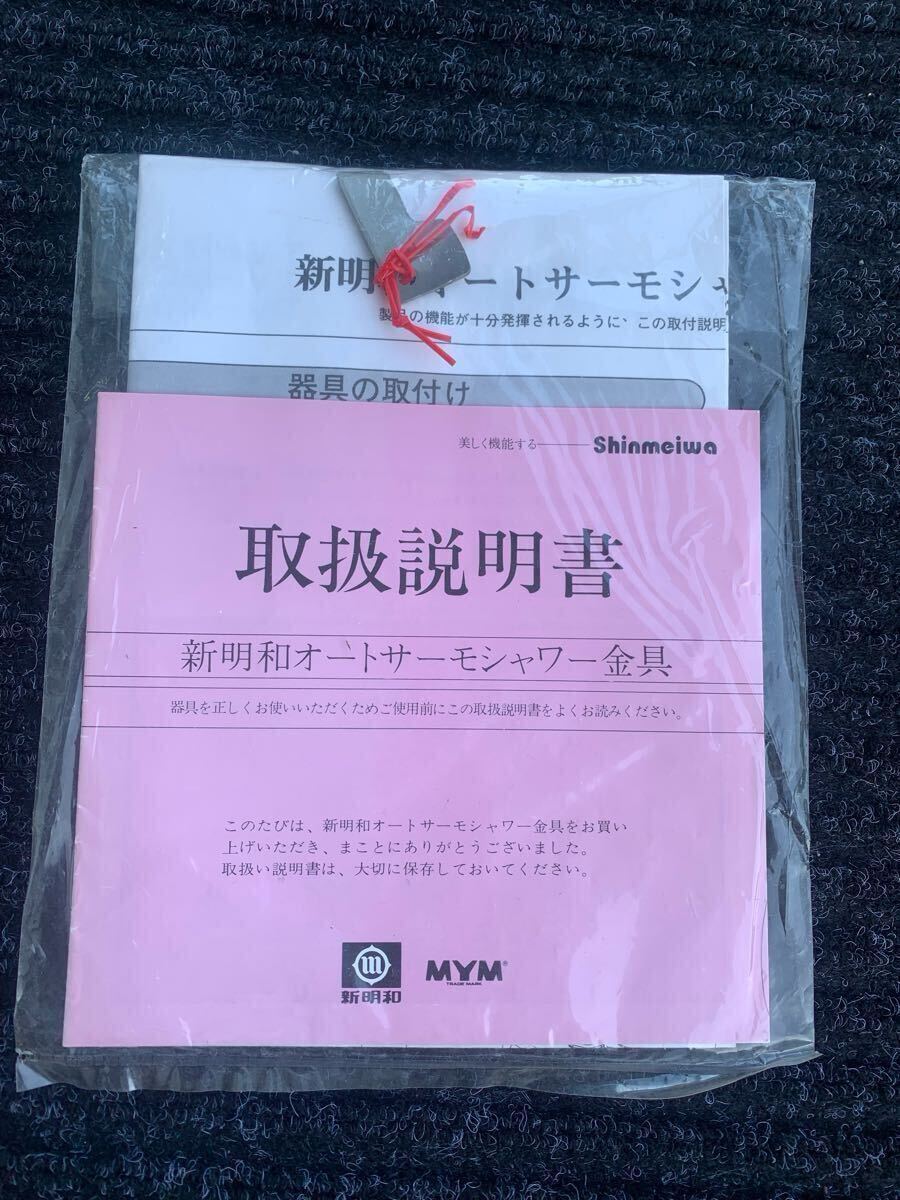 新明 オートサーモシャ
製品の機能が十分発揮されるように、この取付説明
器具の取付け
美しく機能する——— Shinmeiwa
取扱説明書
新明和オートサーモシャワー金具
器具を正しくお使いいただくためご使用前にこの取扱説明書をよくお読みください。
このたびは、新明和オートサーモシャワー金具をお買い
上げいただき、まことにありがとうございました。
取扱い説明書は、大切に保存しておいてください。
新明和
MYM®
TRADE MARK